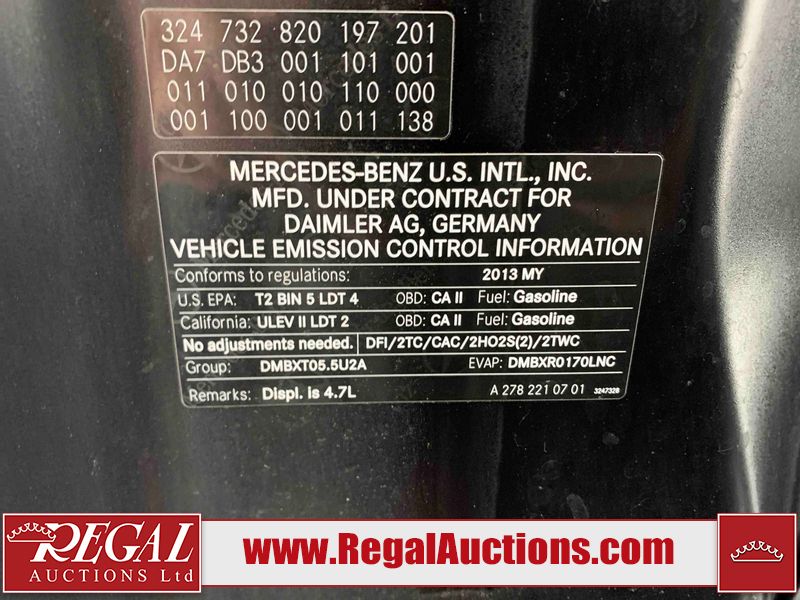 324 732 820 197 201
DA7 DB3 001 101 001
011 010 010 110 000
001 100 001 011 138
MERCEDES-BENZ U.S. INTL., INC.
MFD. UNDER CONTRACT FOR
DAIMLER AG, GERMANY
VEHICLE EMISSION CONTROL INFORMATION
Conforms to regulations: 2013 MY
U.S. EPA: T2 BIN 5 LDT 4 OBD: CA II Fuel: Gasoline
California: ULEV II LDT 2 OBD: CA II Fuel: Gasoline
No adjustments needed. DFI/2TC/CAC/2HO2S(2)/2TWC
Group: DMBXT05.5U2A EVAP: DMBXR0170LNC
Remarks: Displ. is 4.7L A 278 221 07 01 3247328
REGAL
AUCTIONS Ltd
www.RegalAuctions.com